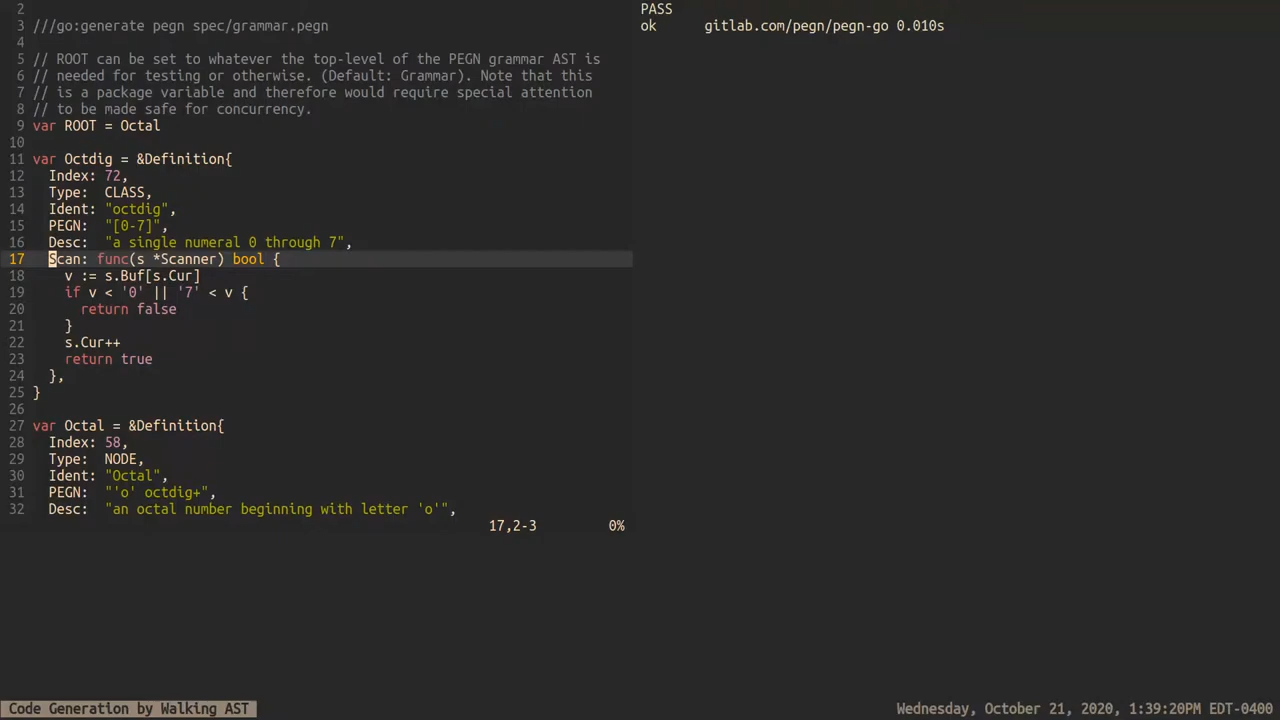 2
3 ///go:generate pegn spec/grammar.pegn
4
5 // ROOT can be set to whatever the top-level of the PEGN grammar AST is
6 // needed for testing or otherwise. (Default: Grammar). Note that this
7 // is a package variable and therefore would require special attention
8 // to be made safe for concurrency.
9 var ROOT = Octal
10
11 var Octdig = &Definition{
12   Index: 72,
13   Type:  CLASS,
14   Ident: "octdig",
15   PEGN:  "[0-7]",
16   Desc:  "a single numeral 0 through 7",
17   Scan: func(s *Scanner) bool {
18     v := s.Buf[s.Cur]
19     if v < '0' || '7' < v {
20       return false
21     }
22     s.Cur++
23     return true
24   },
25 }
26
27 var Octal = &Definition{
28   Index: 58,
29   Type:  NODE,
30   Ident: "Octal",
31   PEGN:  "'o' octdig+",
32   Desc:  "an octal number beginning with letter 'o'",
17,2-3 0%
PASS
ok gitlab.com/pegn/pegn-go 0.010s
Code Generation by Walking AST
Wednesday, October 21, 2020, 1:39:20PM EDT-0400